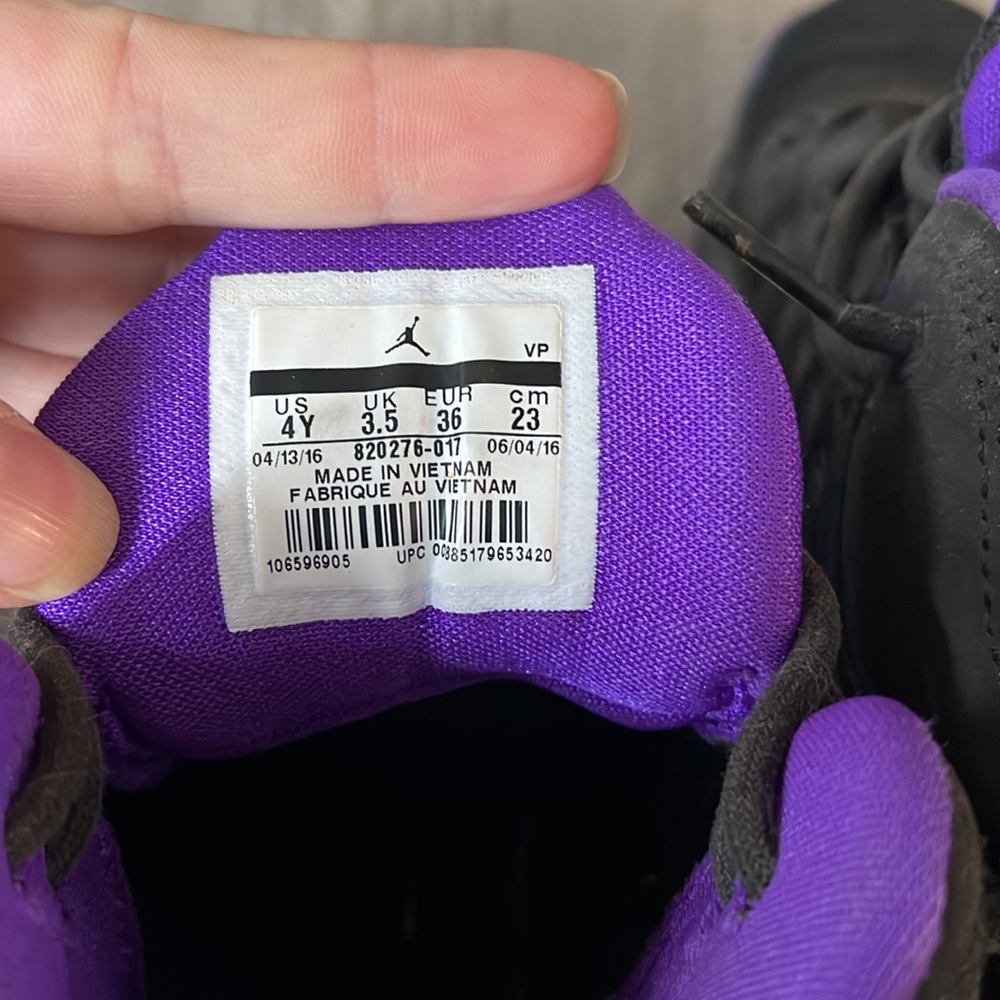 VP
US UK EUR cm
4Y 3.5 36 23
04/13/16 820276-017 06/04/16
MADE IN VIETNAM
FABRIQUE AU VIETNAM
106596905 UPC 00885179653420